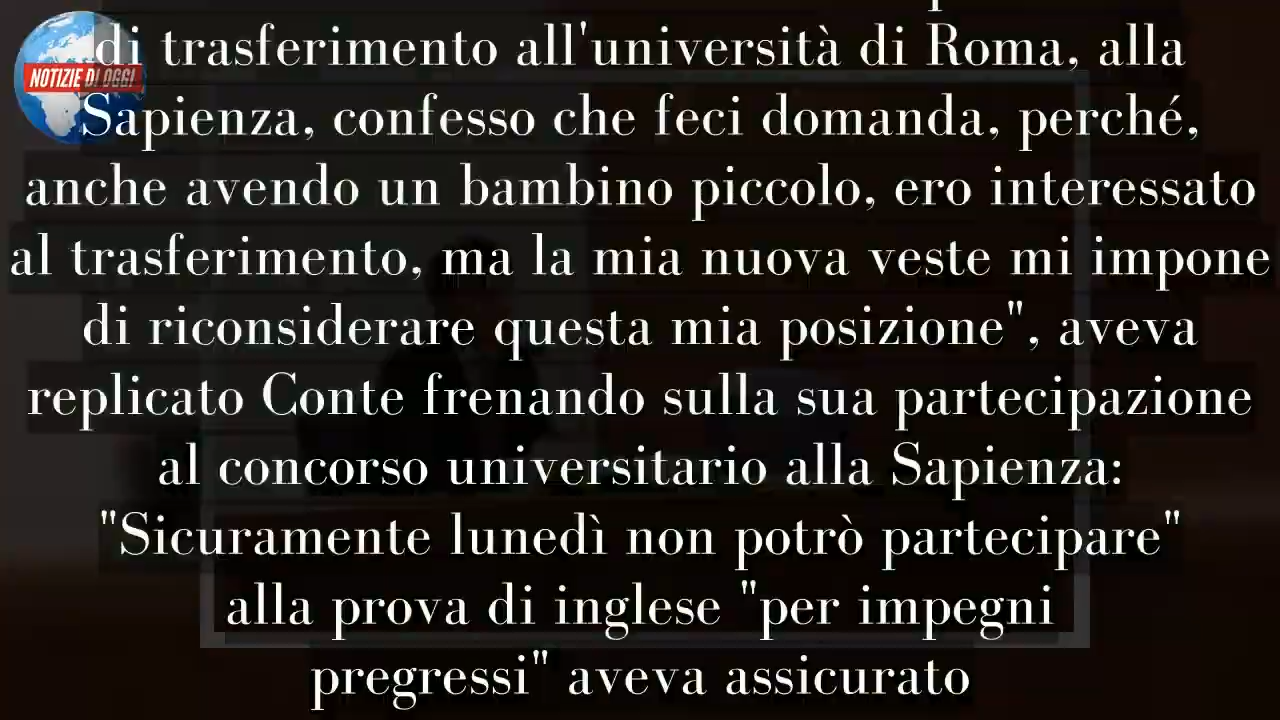 NOTIZIE DI OGGI
di trasferimento all'università di Roma, alla
Sapienza, confesso che feci domanda, perché,
anche avendo un bambino piccolo, ero interessato
al trasferimento, ma la mia nuova veste mi impone
di riconsiderare questa mia posizione", aveva
replicato Conte frenando sulla sua partecipazione
al concorso universitario alla Sapienza:
"Sicuramente lunedì non potrò partecipare"
alla prova di inglese "per impegni
pregressi" aveva assicurato